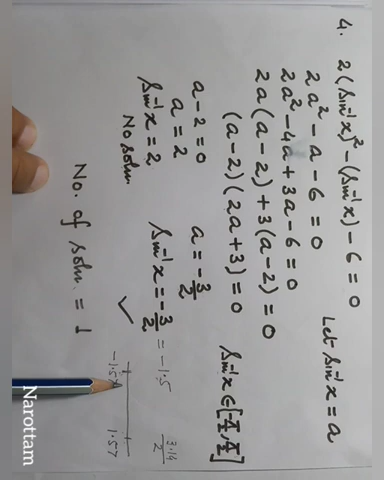 4. 2(sin⁻¹x)² - (sin⁻¹x) - 6 = 0
Let sin⁻¹x = a
2a² - a - 6 = 0
2a² - 4a + 3a - 6 = 0
2a(a - 2) + 3(a - 2) = 0
(a - 2)(2a + 3) = 0
sin⁻¹x ∈ [-π/2, π/2]
a - 2 = 0
a = 2
sin⁻¹x = 2
No soln.
a = -3/2
sin⁻¹x = -3/2 = -1.5
3.14/2
✓
-1.57 1.57
No. of soln. = 1
Narottam